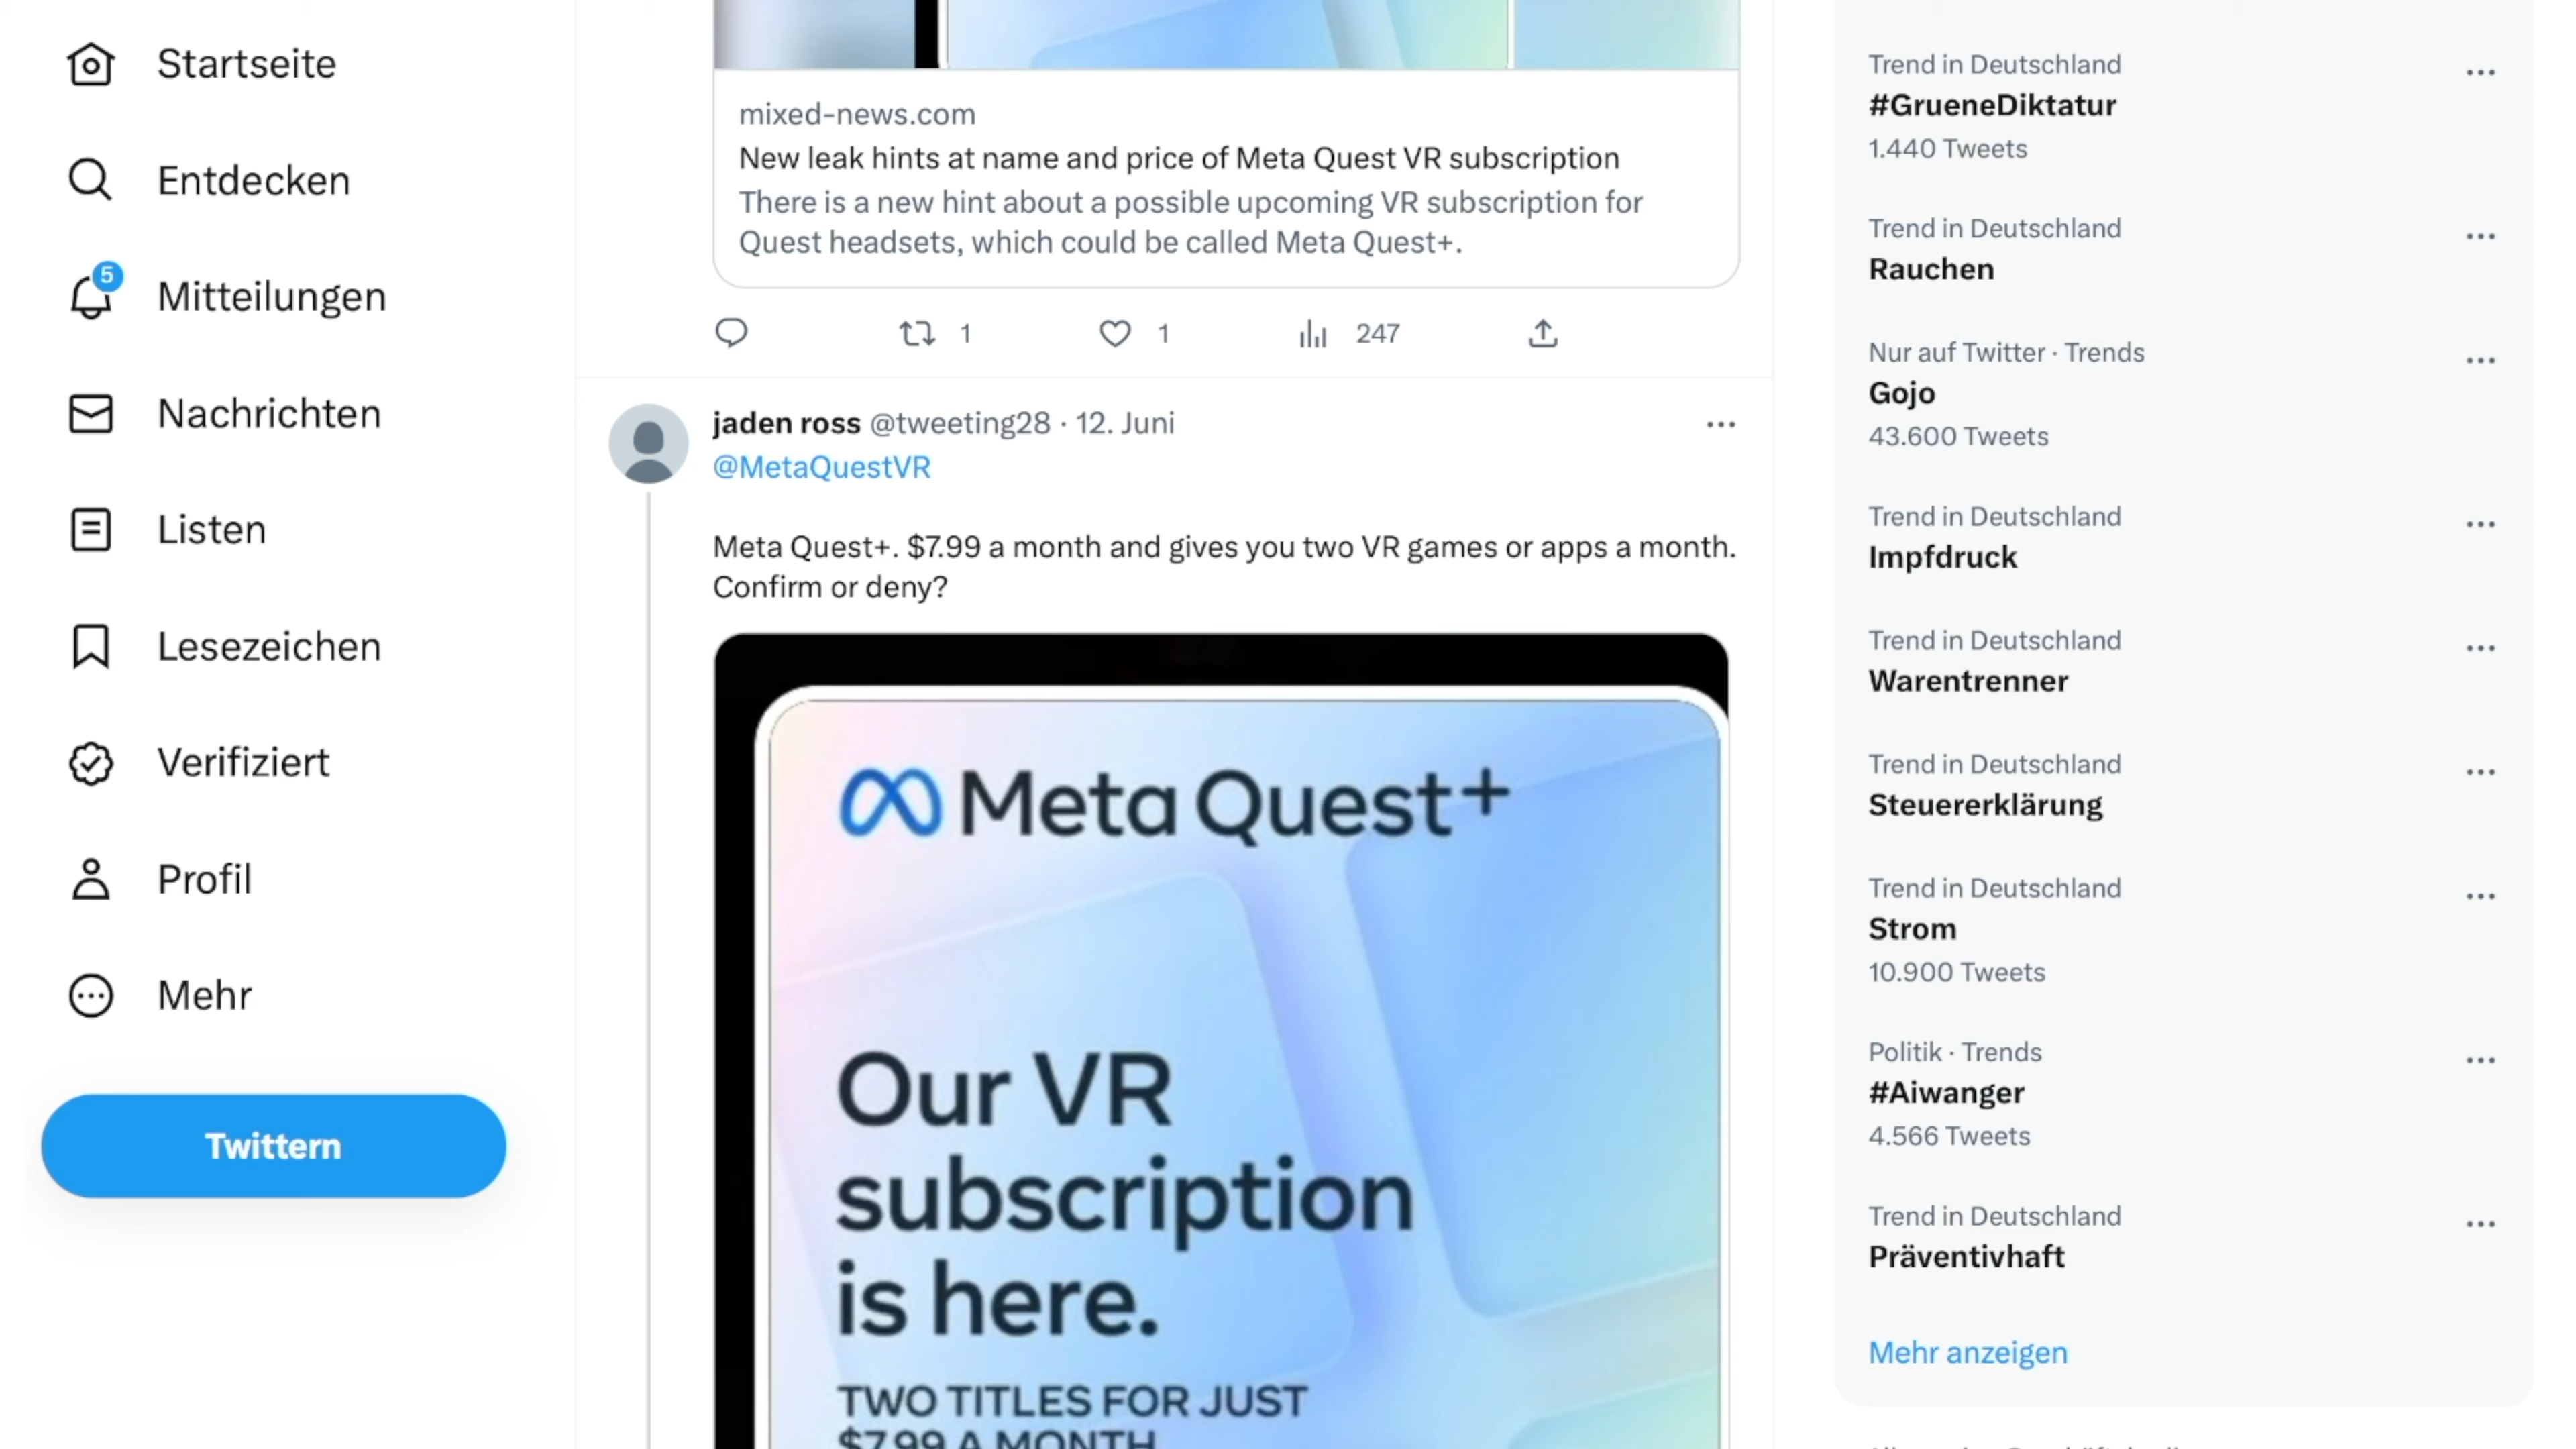 Startseite
Entdecken
5
Mitteilungen
Nachrichten
Listen
Lesezeichen
Verifiziert
Profil
Mehr
Twittern
mixed-news.com
New leak hints at name and price of Meta Quest VR subscription
There is a new hint about a possible upcoming VR subscription for
Quest headsets, which could be called Meta Quest+.
1 1 247
jaden ross @tweeting28 · 12. Juni
@MetaQuestVR
Meta Quest+. $7.99 a month and gives you two VR games or apps a month.
Confirm or deny?
Meta Quest+
Our VR
subscription
is here.
TWO TITLES FOR JUST
$7.99 A MONTH
Trend in Deutschland
#GrueneDiktatur
1.440 Tweets
Trend in Deutschland
Rauchen
Nur auf Twitter · Trends
Gojo
43.600 Tweets
Trend in Deutschland
Impfdruck
Trend in Deutschland
Warentrenner
Trend in Deutschland
Steuererklärung
Trend in Deutschland
Strom
10.900 Tweets
Politik · Trends
#Aiwanger
4.566 Tweets
Trend in Deutschland
Präventivhaft
Mehr anzeigen